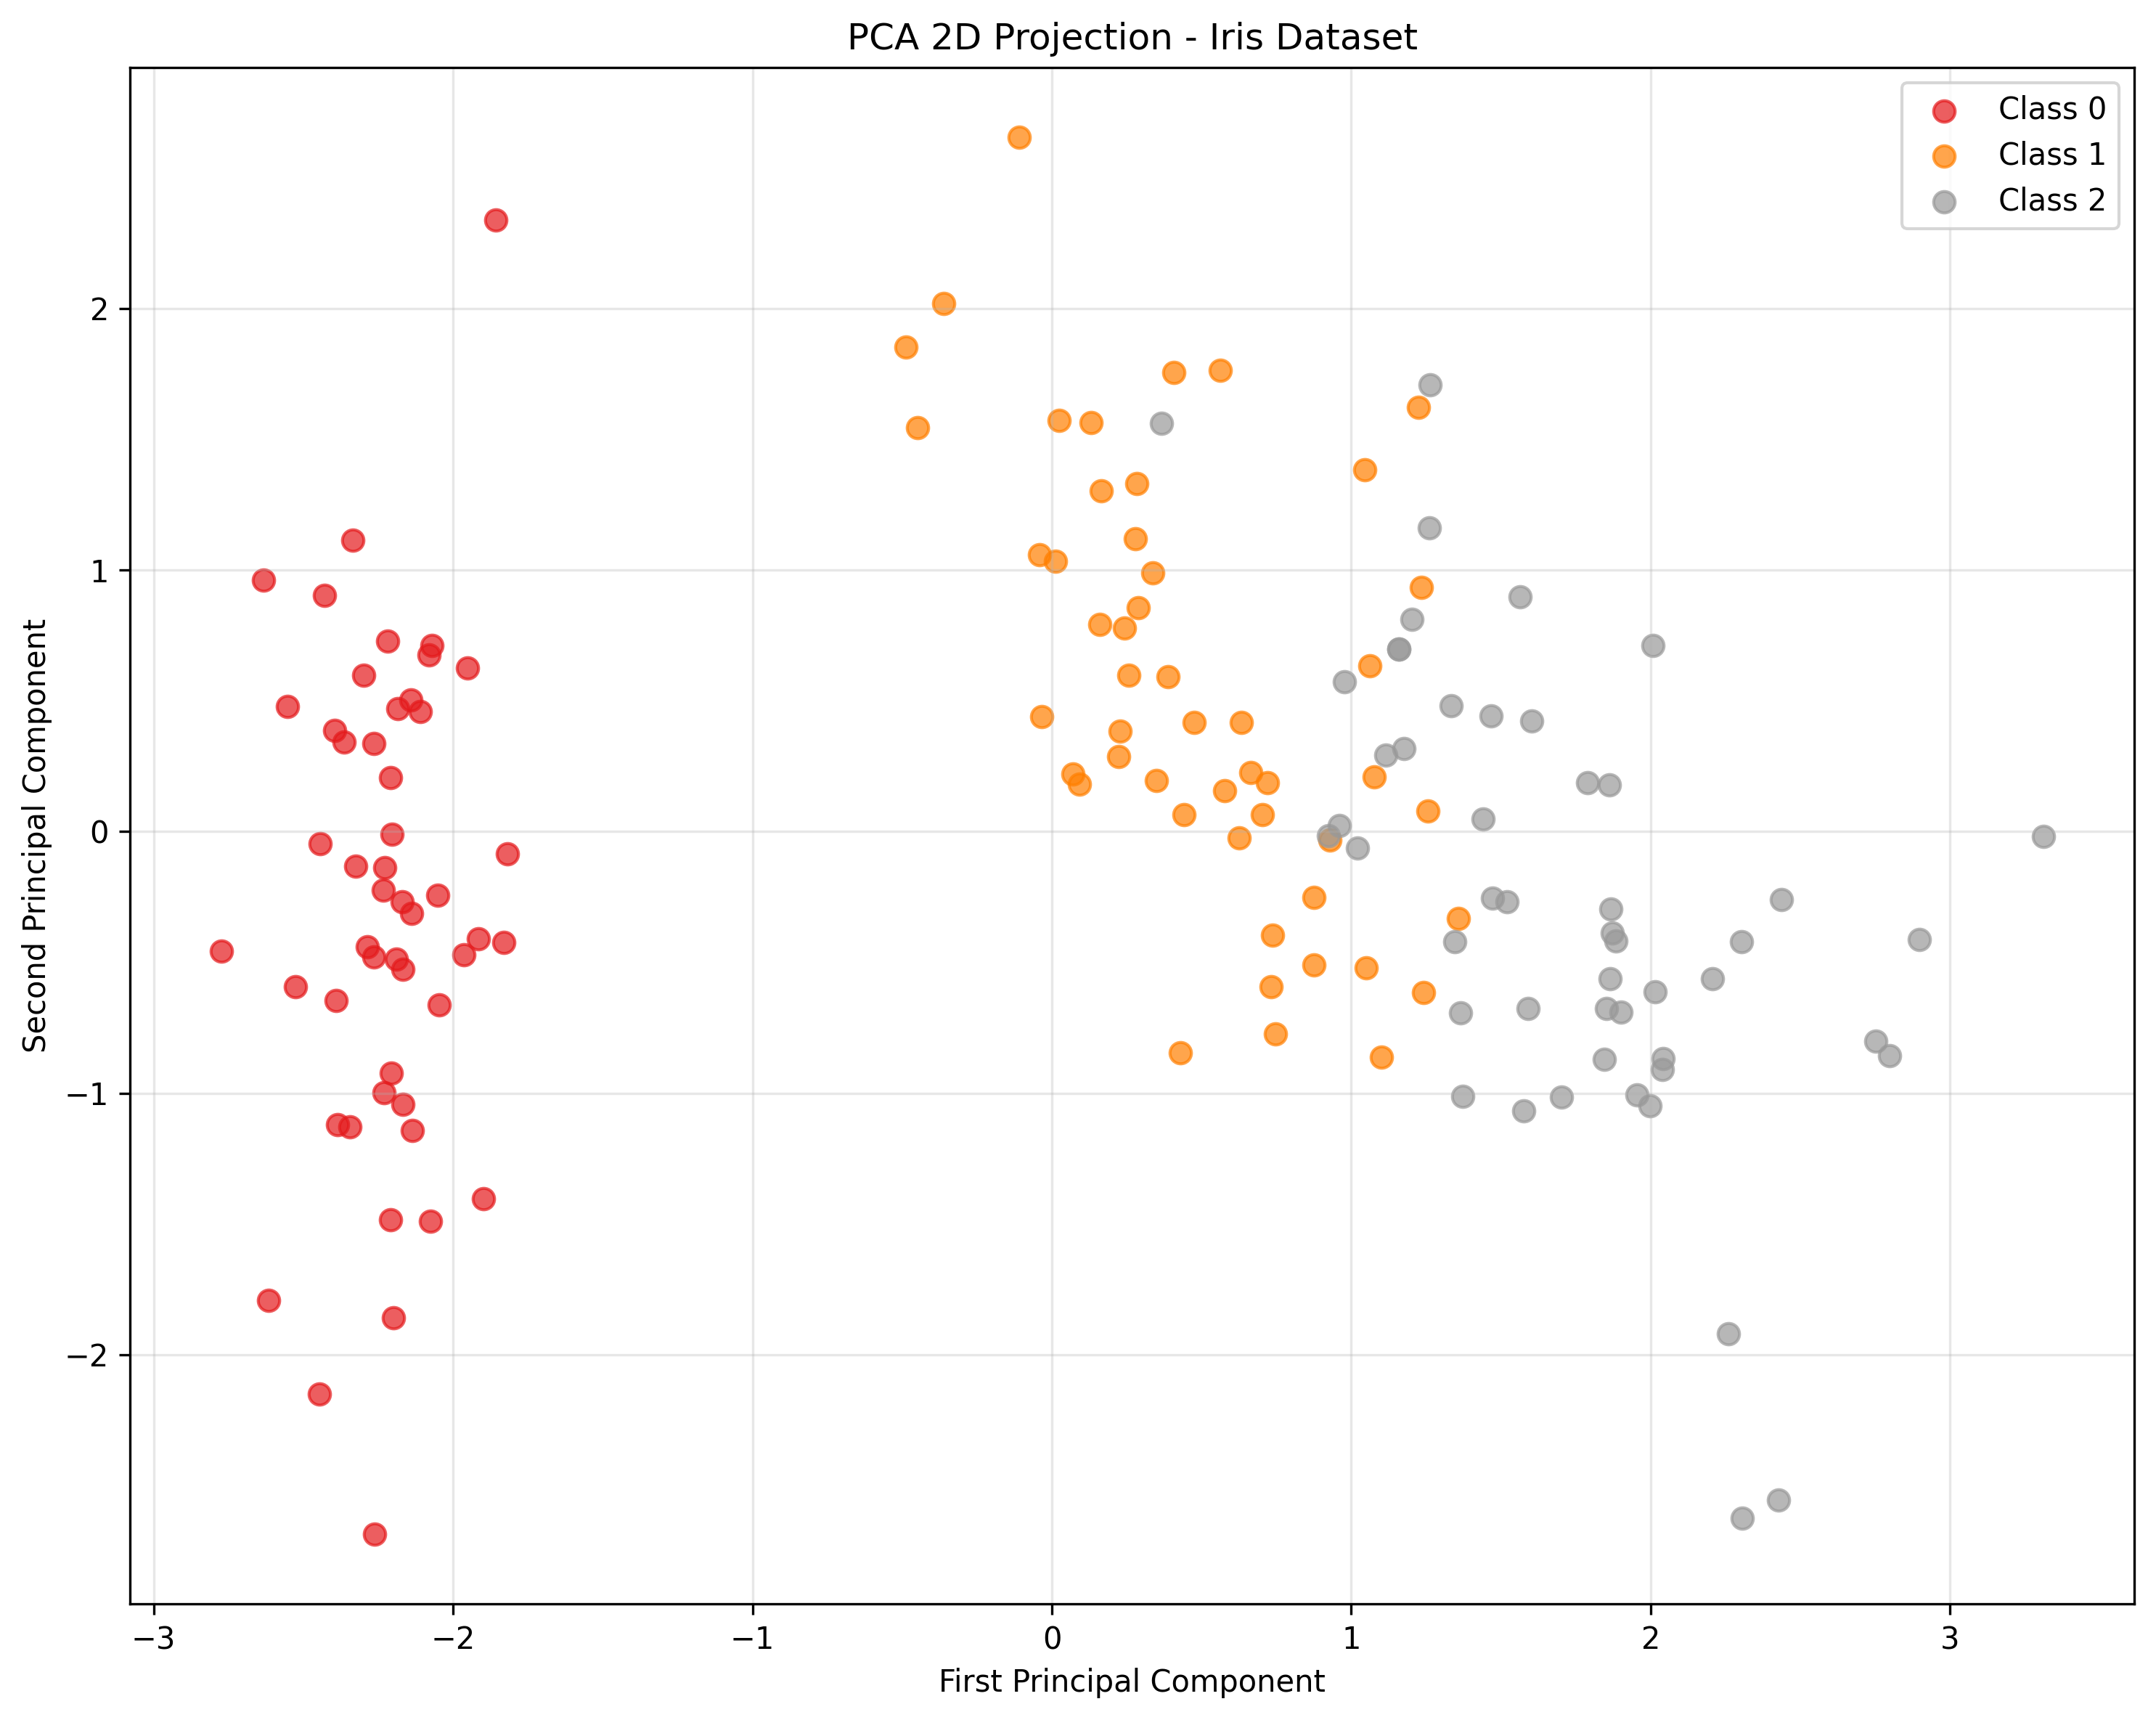 PCA 2D Projection - Iris Dataset
Class 0
Class 1
Class 2
Second Principal Component
2
1
0
−1
−2
−3
−2
−1
0
1
2
3
First Principal Component